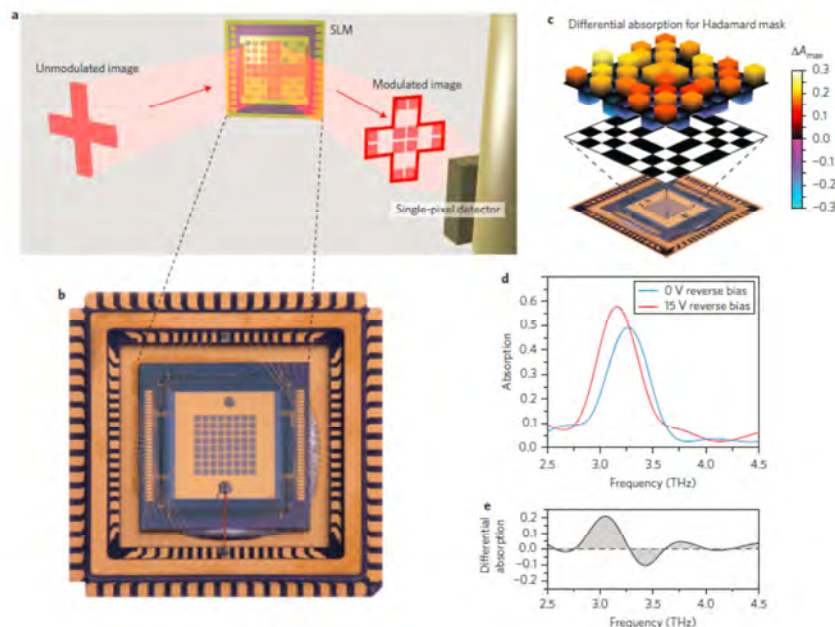 a
SLM
Unmodulated image
Modulated image
Single-pixel detector
b
c
Differential absorption for Hadamard mask
ΔAmax
0.3
0.2
0.1
0.0
−0.1
−0.2
−0.3
d
0 V reverse bias
15 V reverse bias
Absorption
0.6
0.5
0.4
0.3
0.2
0.1
0.0
2.5 3.0 3.5 4.0 4.5
Frequency (THz)
e
Differential
absorption
0.2
0.1
0.0
−0.1
−0.2
2.5 3.0 3.5 4.0 4.5
Frequency (THz)